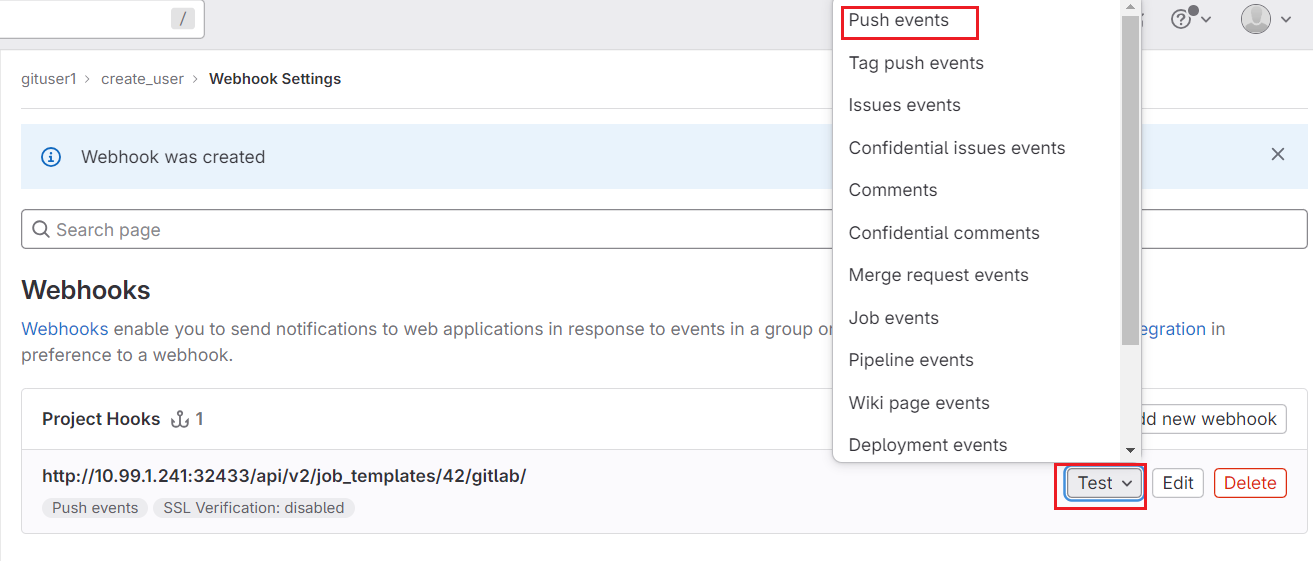 /
gituser1 > create_user > Webhook Settings
Webhook was created
Search page
Webhooks
Webhooks enable you to send notifications to web applications in response to events in a group or
in
preference to a webhook.
Project Hooks 1
new webhook
http://10.99.1.241:32433/api/v2/job_templates/42/gitlab/
Push events SSL Verification: disabled
Test Edit Delete
Push events
Tag push events
Issues events
Confidential issues events
Comments
Confidential comments
Merge request events
Job events
Pipeline events
Wiki page events
Deployment events